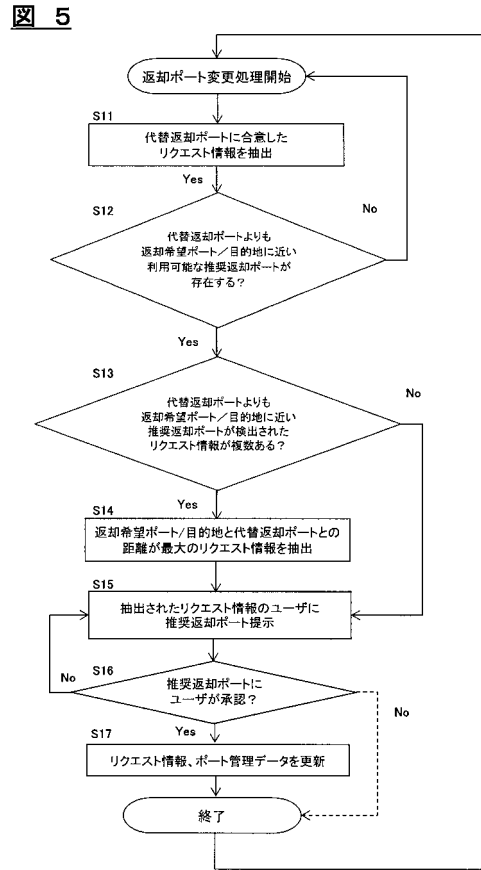 図 5
返却ポート変更処理開始
S11
代替返却ポートに合意した
リクエスト情報を抽出
Yes
S12
No
代替返却ポートよりも
返却希望ポート/目的地に近い
利用可能な推奨返却ポートが
存在する?
Yes
S13
No
代替返却ポートよりも
返却希望ポート/目的地に近い
推奨返却ポートが検出された
リクエスト情報が複数ある?
Yes
S14
返却希望ポート/目的地と代替返却ポートとの
距離が最大のリクエスト情報を抽出
S15
抽出されたリクエスト情報のユーザに
推奨返却ポート提示
No
S16
推奨返却ポートに
ユーザが承認?
No
Yes
S17
リクエスト情報、ポート管理データを更新
終了